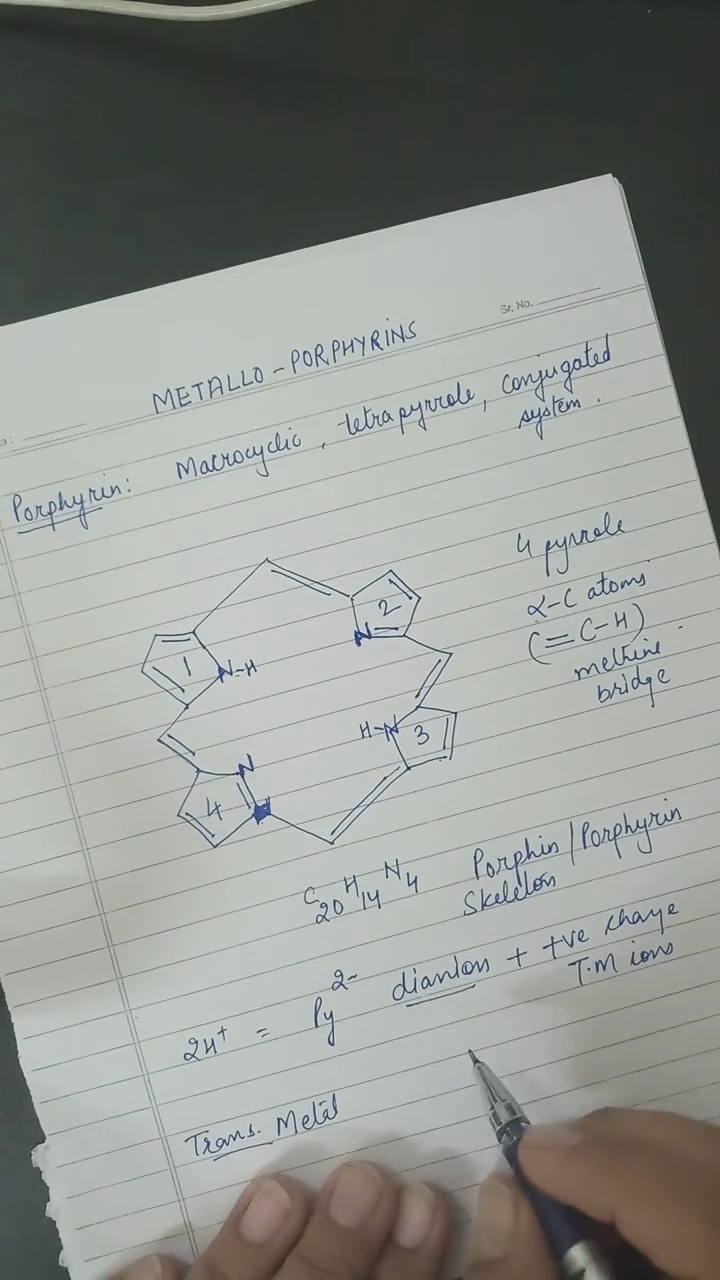 Sr. No.
METALLO - PORPHYRINS
Porphyrin: Macrocyclic, tetrapyrrole, conjugated
system.
4 pyrrole
α-C atoms
(=C-H)
methine
bridge
1
N-H
2
N
H-N
3
N
4
C20H14N4 Porphin/Porphyrin
Skeleton
2H+ = Py2- dianion + +ve charge
T.M ions
Trans. Metal